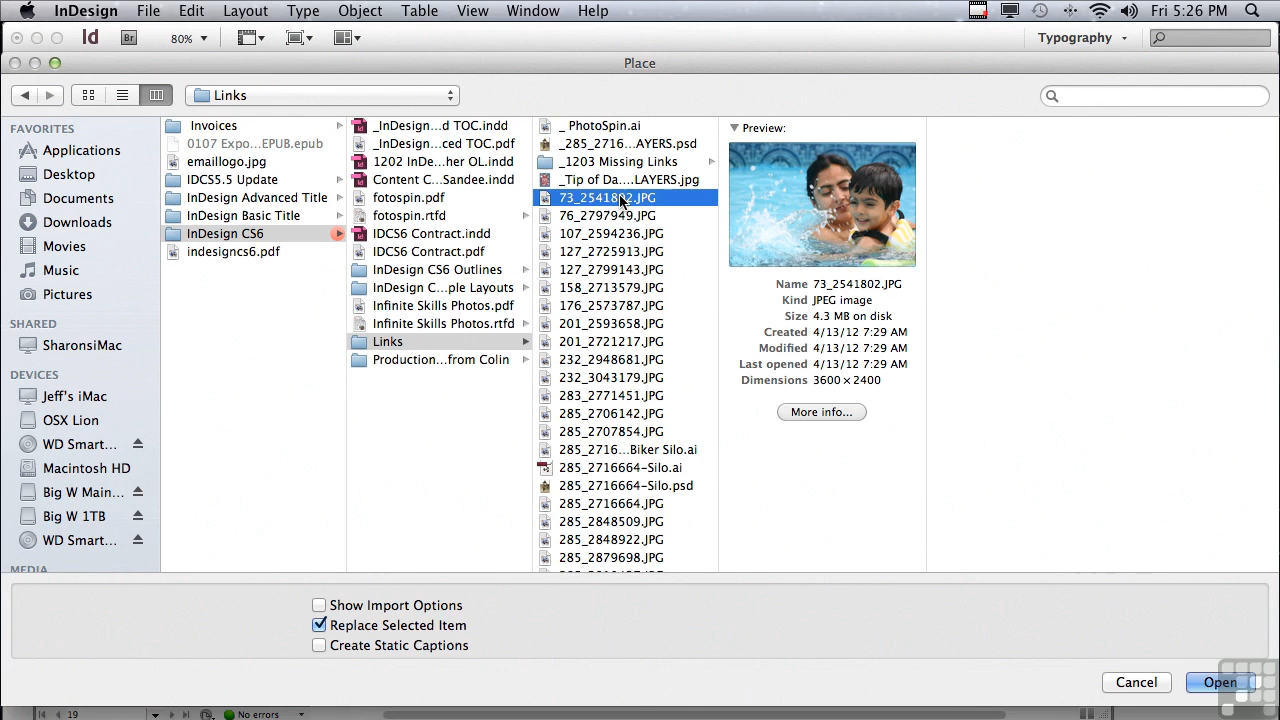 InDesign File Edit Layout Type Object Table View Window Help Fri 5:26 PM
Id Br 80% Typography
Place
Links
FAVORITES
Applications
Desktop
Documents
Downloads
Movies
Music
Pictures
SHARED
SharonsiMac
DEVICES
Jeff's iMac
OSX Lion
WD Smart...
Macintosh HD
Big W Main...
Big W 1TB
WD Smart...
MEDIA
Invoices
0107 Expo...EPUB.epub
emaillogo.jpg
IDCS5.5 Update
InDesign Advanced Title
InDesign Basic Title
InDesign CS6
indesigncs6.pdf
_InDesign...d TOC.indd
_InDesign...ced TOC.pdf
1202 InDe...her OL.indd
Content C...Sandee.indd
fotospin.pdf
fotospin.rtfd
IDCS6 Contract.indd
IDCS6 Contract.pdf
InDesign CS6 Outlines
InDesign C...ple Layouts
Infinite Skills Photos.pdf
Infinite Skills Photos.rtfd
Links
Production...from Colin
_ PhotoSpin.ai
_285_2716...AYERS.psd
_1203 Missing Links
_Tip of Da....LAYERS.jpg
73_2541802.JPG
76_2797949.JPG
107_2594236.JPG
127_2725913.JPG
127_2799143.JPG
158_2713579.JPG
176_2573787.JPG
201_2593658.JPG
201_2721217.JPG
232_2948681.JPG
232_3043179.JPG
283_2771451.JPG
285_2706142.JPG
285_2707854.JPG
285_2716...Biker Silo.ai
285_2716664-Silo.ai
285_2716664-Silo.psd
285_2716664.JPG
285_2848509.JPG
285_2848922.JPG
285_2879698.JPG
Preview:
Name 73_2541802.JPG
Kind JPEG image
Size 4.3 MB on disk
Created 4/13/12 7:29 AM
Modified 4/13/12 7:29 AM
Last opened 4/13/12 7:29 AM
Dimensions 3600 × 2400
More info...
Show Import Options
Replace Selected Item
Create Static Captions
Cancel Open
19 No errors